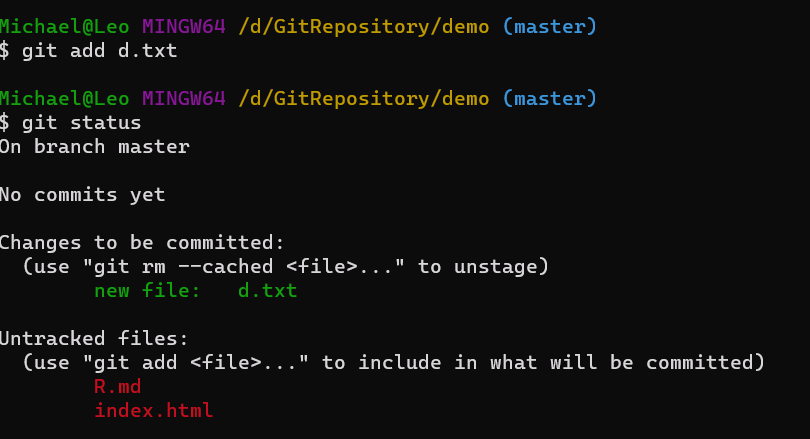 Michael@Leo MINGW64 /d/GitRepository/demo (master)
$ git add d.txt
Michael@Leo MINGW64 /d/GitRepository/demo (master)
$ git status
On branch master
No commits yet
Changes to be committed:
  (use "git rm --cached <file>..." to unstage)
        new file:   d.txt
Untracked files:
  (use "git add <file>..." to include in what will be committed)
        R.md
        index.html